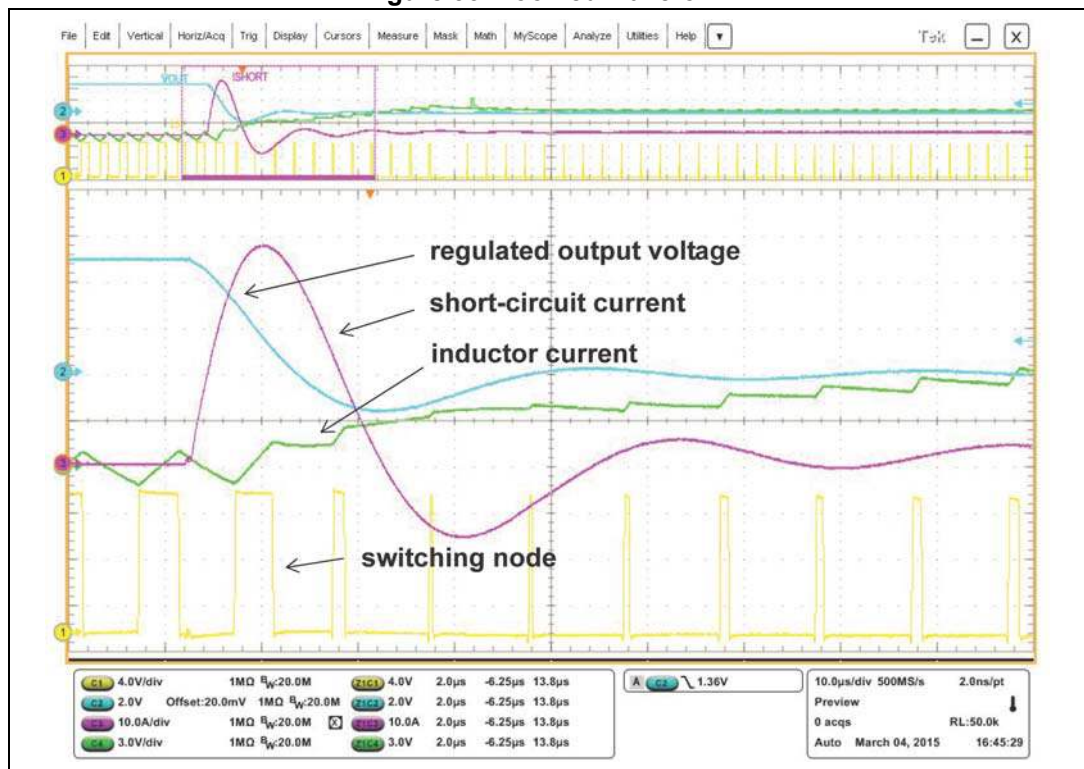 File Edit Vertical Horiz/Acq Trig Display Cursors Measure Mask Math MyScope Analyze Utilities Help Tek X
VOUT ISHORT
2
3
1
regulated output voltage
short-circuit current
inductor current
2
3
switching node
1
C1 4.0V/div 1MΩ BW:20.0M Z1C1 4.0V 2.0µs -6.25µs 13.8µs
C2 2.0V Offset:20.0mV 1MΩ BW:20.0M Z1C2 2.0V 2.0µs -6.25µs 13.8µs
C3 10.0A/div 1MΩ BW:20.0M Z1C3 10.0A 2.0µs -6.25µs 13.8µs
C4 3.0V/div 1MΩ BW:20.0M Z1C4 3.0V 2.0µs -6.25µs 13.8µs
A C2 1.36V
10.0µs/div 500MS/s 2.0ns/pt
Preview
0 acqs RL:50.0k
Auto March 04, 2015 16:45:29